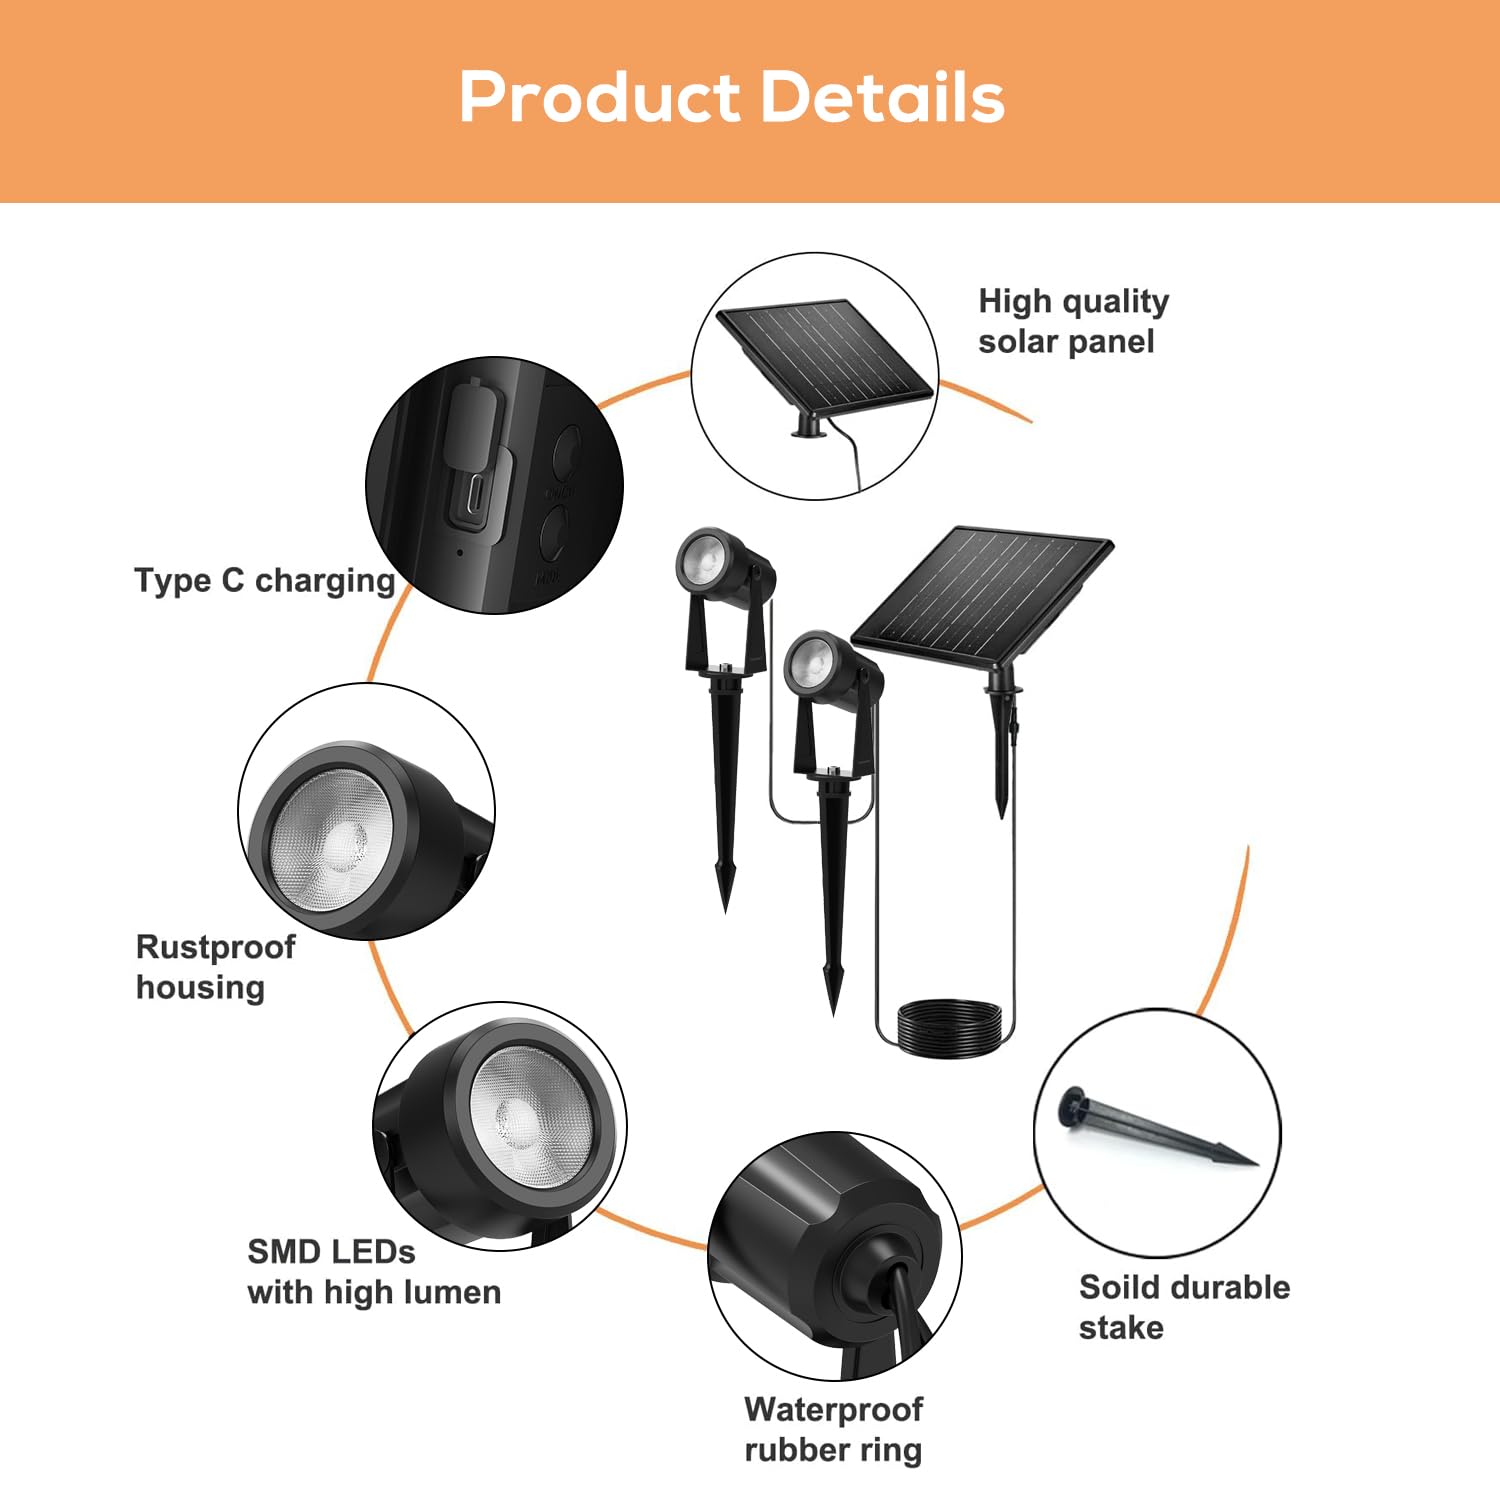 Product Details
High quality
solar panel
Type C charging
Rustproof
housing
SMD LEDs
with high lumen
Waterproof
rubber ring
Soild durable
stake